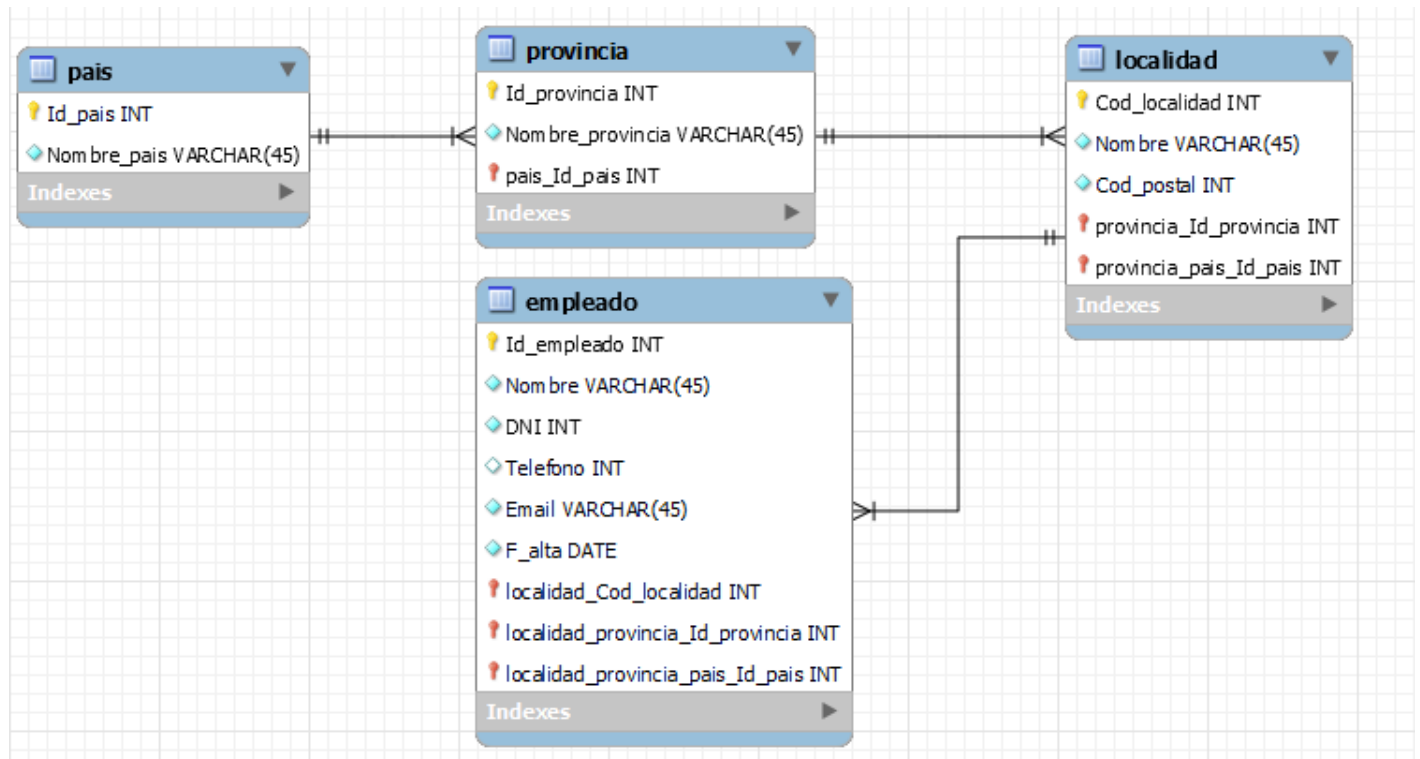 pais
Id_pais INT
Nombre_pais VARCHAR(45)
Indexes
provincia
Id_provincia INT
Nombre_provincia VARCHAR(45)
pais_Id_pais INT
Indexes
localidad
Cod_localidad INT
Nombre VARCHAR(45)
Cod_postal INT
provincia_Id_provincia INT
provincia_pais_Id_pais INT
Indexes
empleado
Id_empleado INT
Nombre VARCHAR(45)
DNI INT
Telefono INT
Email VARCHAR(45)
F_alta DATE
localidad_Cod_localidad INT
localidad_provincia_Id_provincia INT
localidad_provincia_pais_Id_pais INT
Indexes